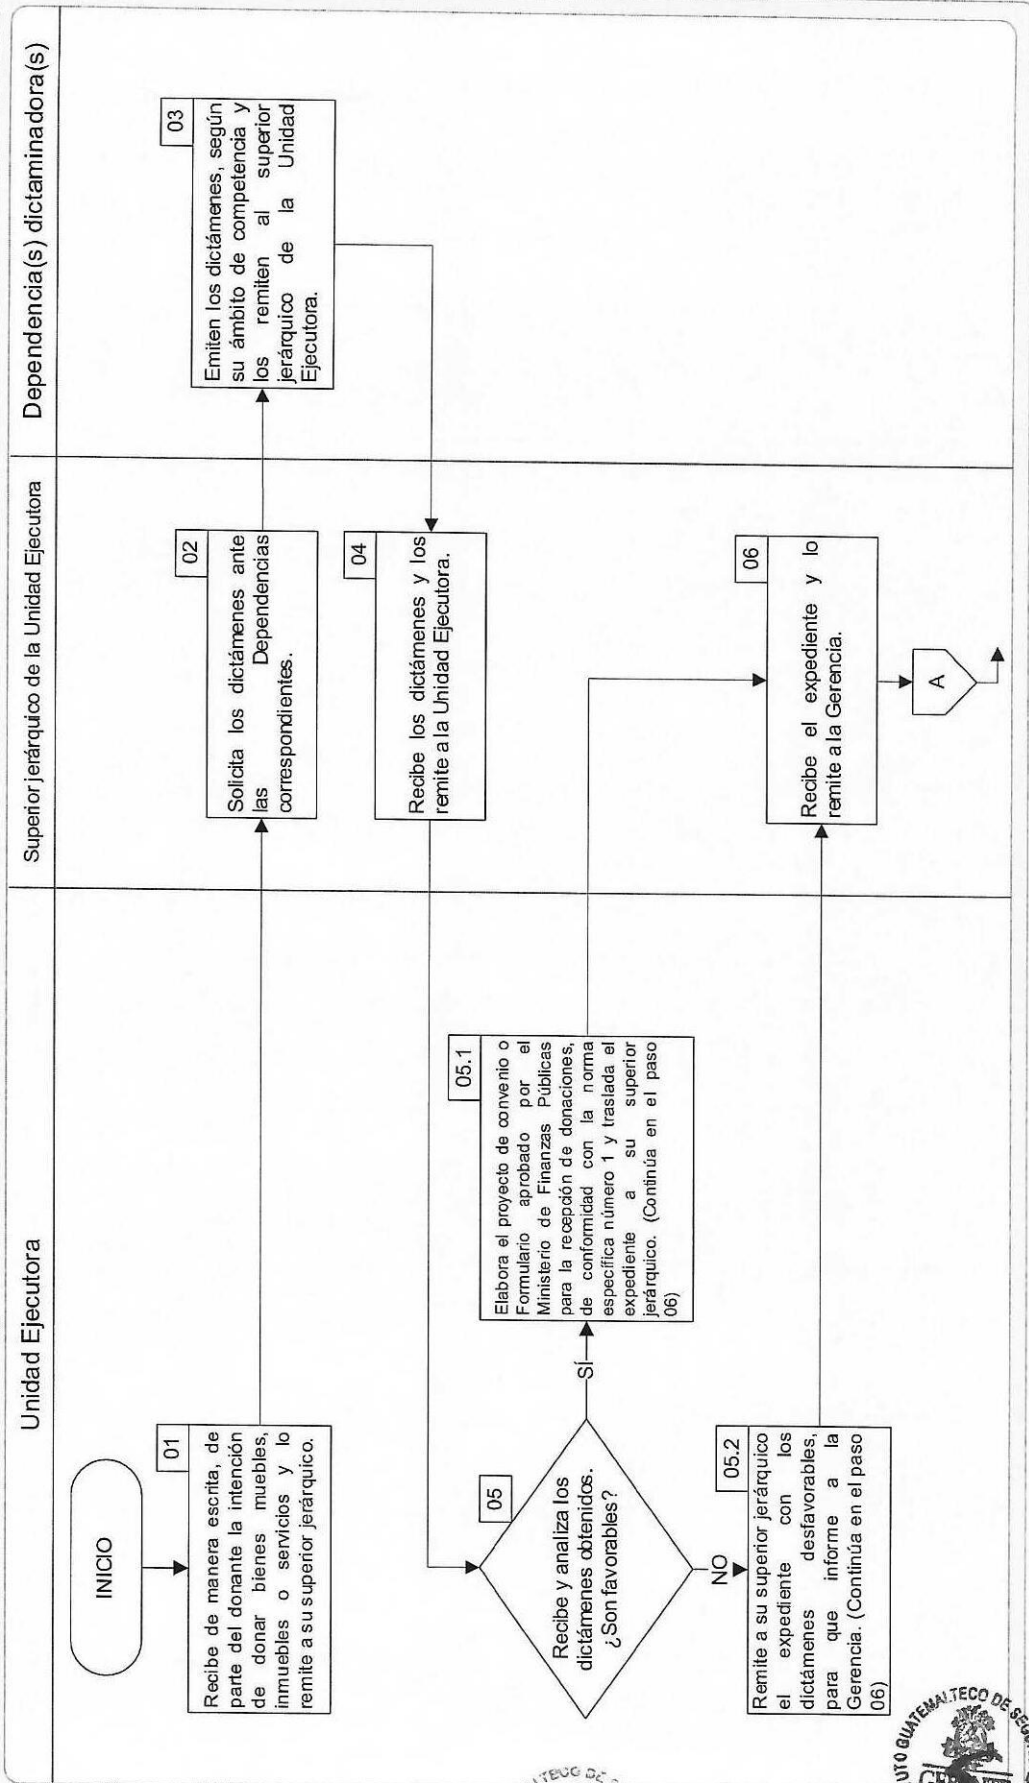 Unidad Ejecutora
Superior jerárquico de la Unidad Ejecutora
Dependencia(s) dictaminadora(s)
INICIO
01
Recibe de manera escrita, de
parte del donante la intención
de donar bienes muebles,
inmuebles o servicios y lo
remite a su superior jerárquico.
02
Solicita los dictámenes ante
las Dependencias
correspondientes.
03
Emiten los dictámenes, según
su ámbito de competencia y
los remiten al superior
jerárquico de la Unidad
Ejecutora.
04
Recibe los dictámenes y los
remite a la Unidad Ejecutora.
05
Recibe y analiza los
dictámenes obtenidos.
¿Son favorables?
SÍ
05.1
Elabora el proyecto de convenio o
Formulario aprobado por el
Ministerio de Finanzas Públicas
para la recepción de donaciones,
de conformidad con la norma
específica número 1 y traslada el
expediente a su superior
jerárquico. (Continúa en el paso
06)
NO
05.2
Remite a su superior jerárquico
el expediente con los
dictámenes desfavorables,
para que informe a la
Gerencia. (Continúa en el paso
06)
06
Recibe el expediente y lo
remite a la Gerencia.
A
GUATEMALTECO DE